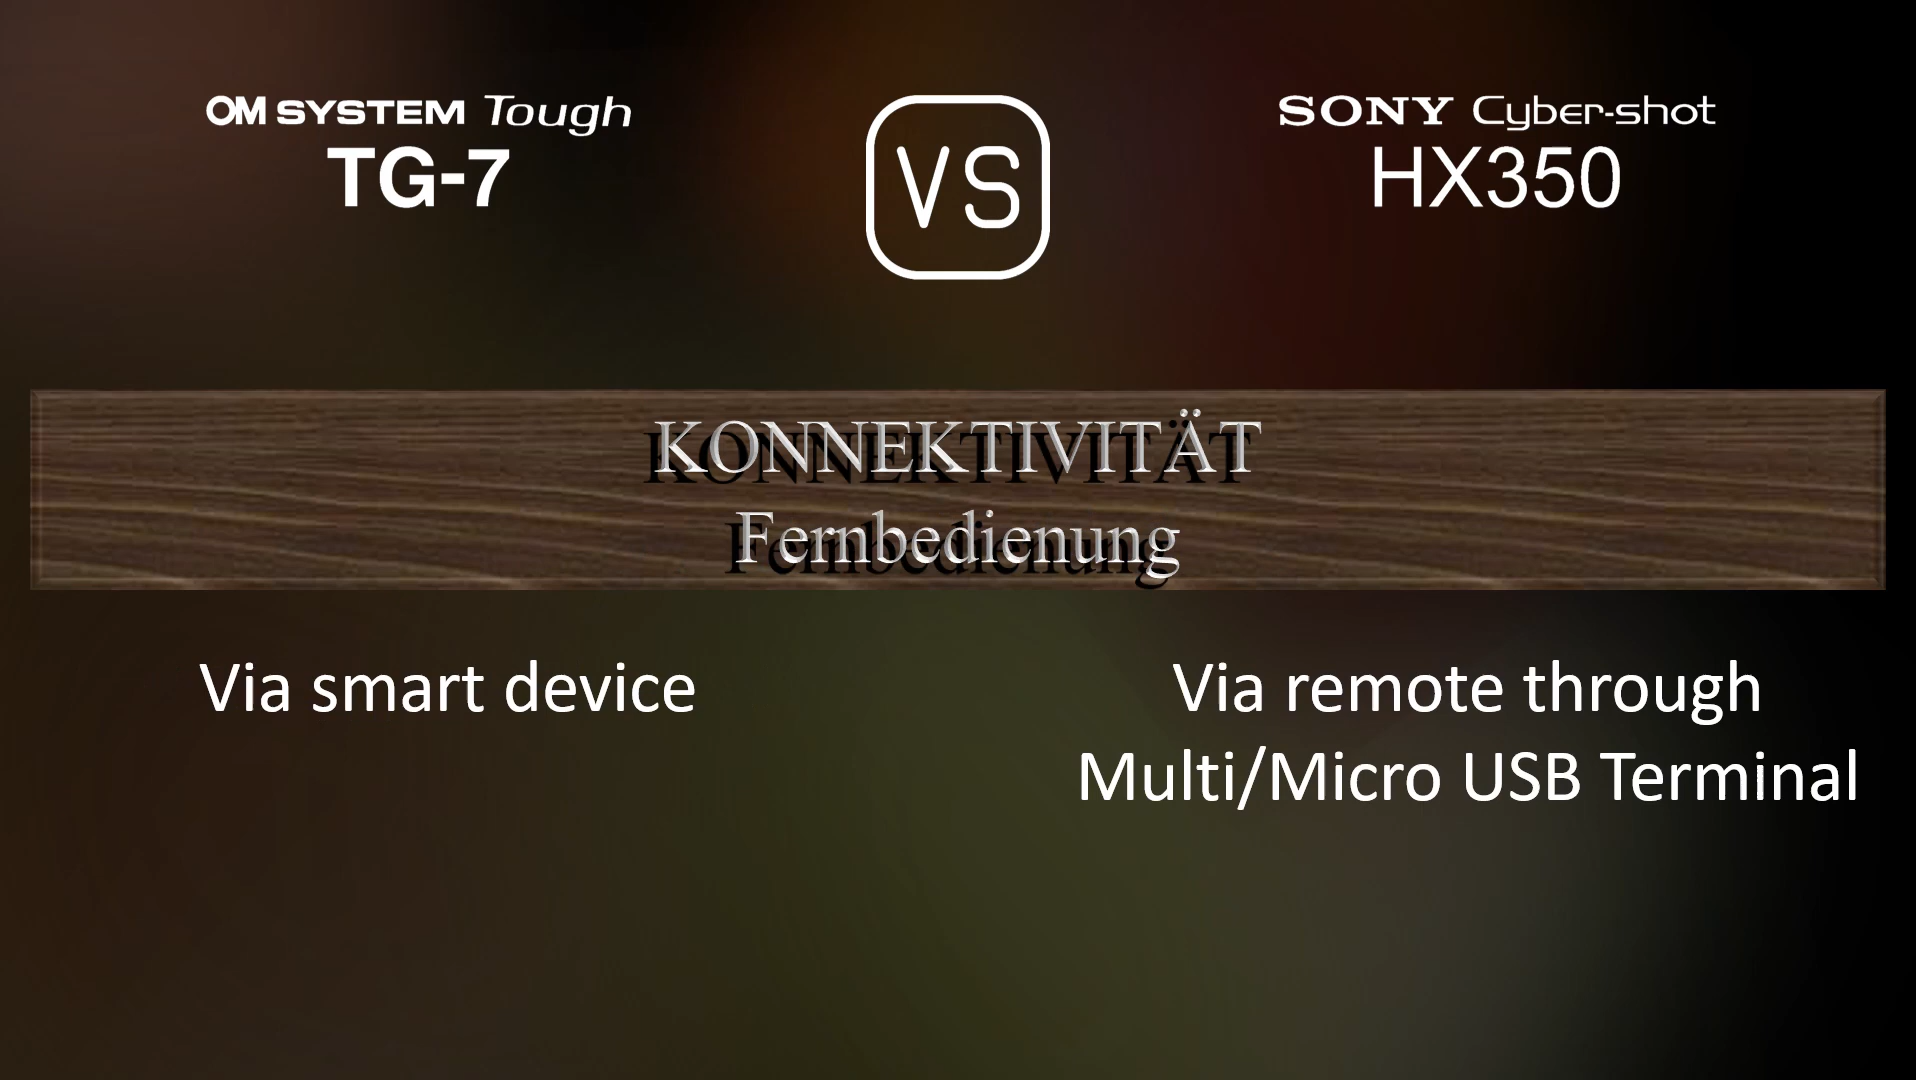 OM SYSTEM Tough
TG-7
VS
SONY Cyber-shot
HX350
KONNEKTIVITÄT
Fernbedienung
Via smart device
Via remote through
Multi/Micro USB Terminal